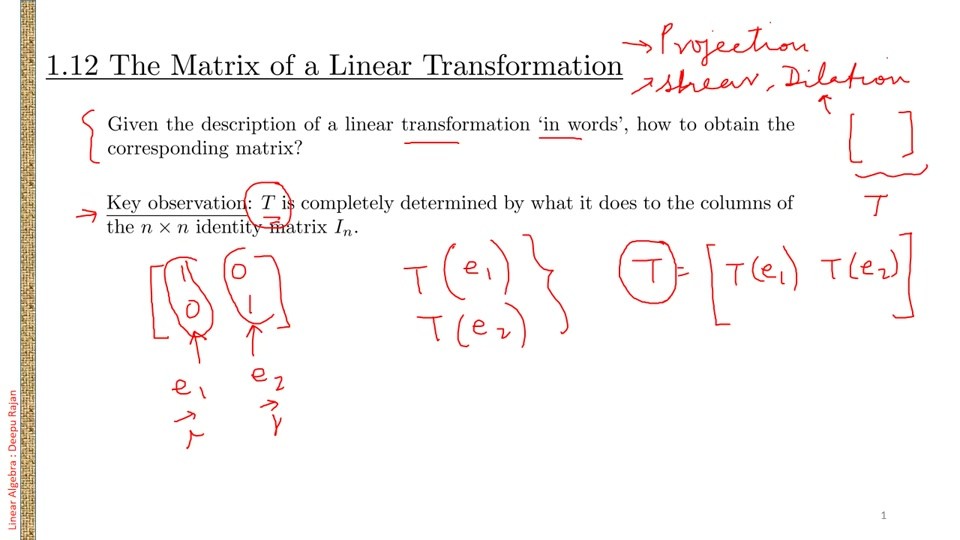 → Projection
1.12 The Matrix of a Linear Transformation
→ shear, Dilation
Given the description of a linear transformation ‘in words’, how to obtain the
corresponding matrix?
[ ]
T
→ Key observation: T is completely determined by what it does to the columns of
the n × n identity matrix Iₙ.
[1 0
0 1]
T(e₁)
T(e₂)
T = [T(e₁) T(e₂)]
e₁ e₂
1
Linear Algebra : Deepu Rajan